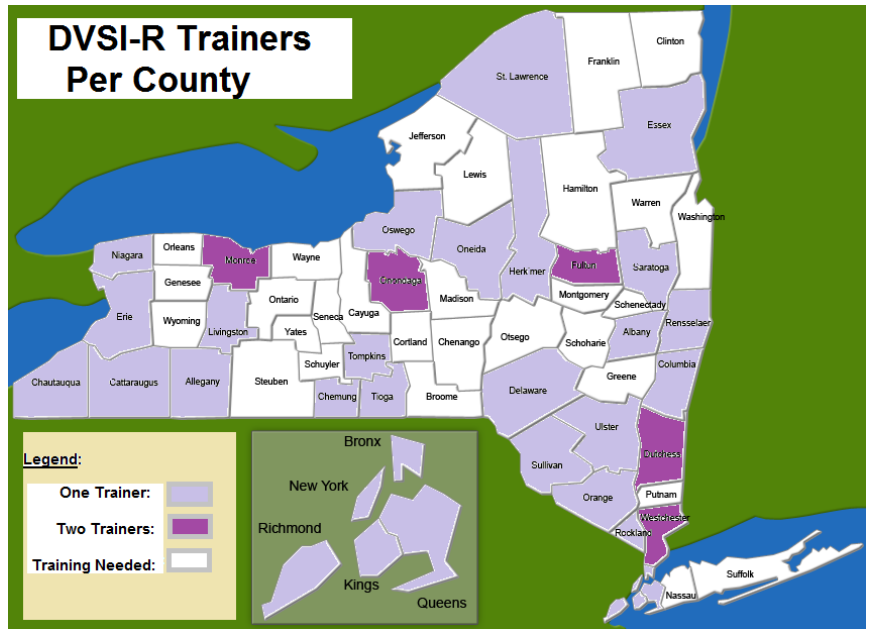 DVSI-R Trainers
Per County
Clinton
Franklin
St. Lawrence
Essex
Jefferson
Lewis
Hamilton
Warren
Washington
Oswego
Oneida
Herkimer
Fulton
Saratoga
Niagara
Orleans
Monroe
Wayne
Onondaga
Genesee
Madison
Montgomery
Schenectady
Ontario
Seneca
Cayuga
Erie
Wyoming
Livingston
Yates
Cortland
Chenango
Otsego
Schoharie
Albany
Rensselaer
Schuyler
Tompkins
Chautauqua
Cattaraugus
Allegany
Steuben
Chemung
Tioga
Broome
Delaware
Greene
Columbia
Ulster
Sullivan
Dutchess
Orange
Putnam
Rockland
Westchester
Suffolk
Nassau
Legend:
One Trainer:
Two Trainers:
Training Needed:
Bronx
New York
Richmond
Kings
Queens